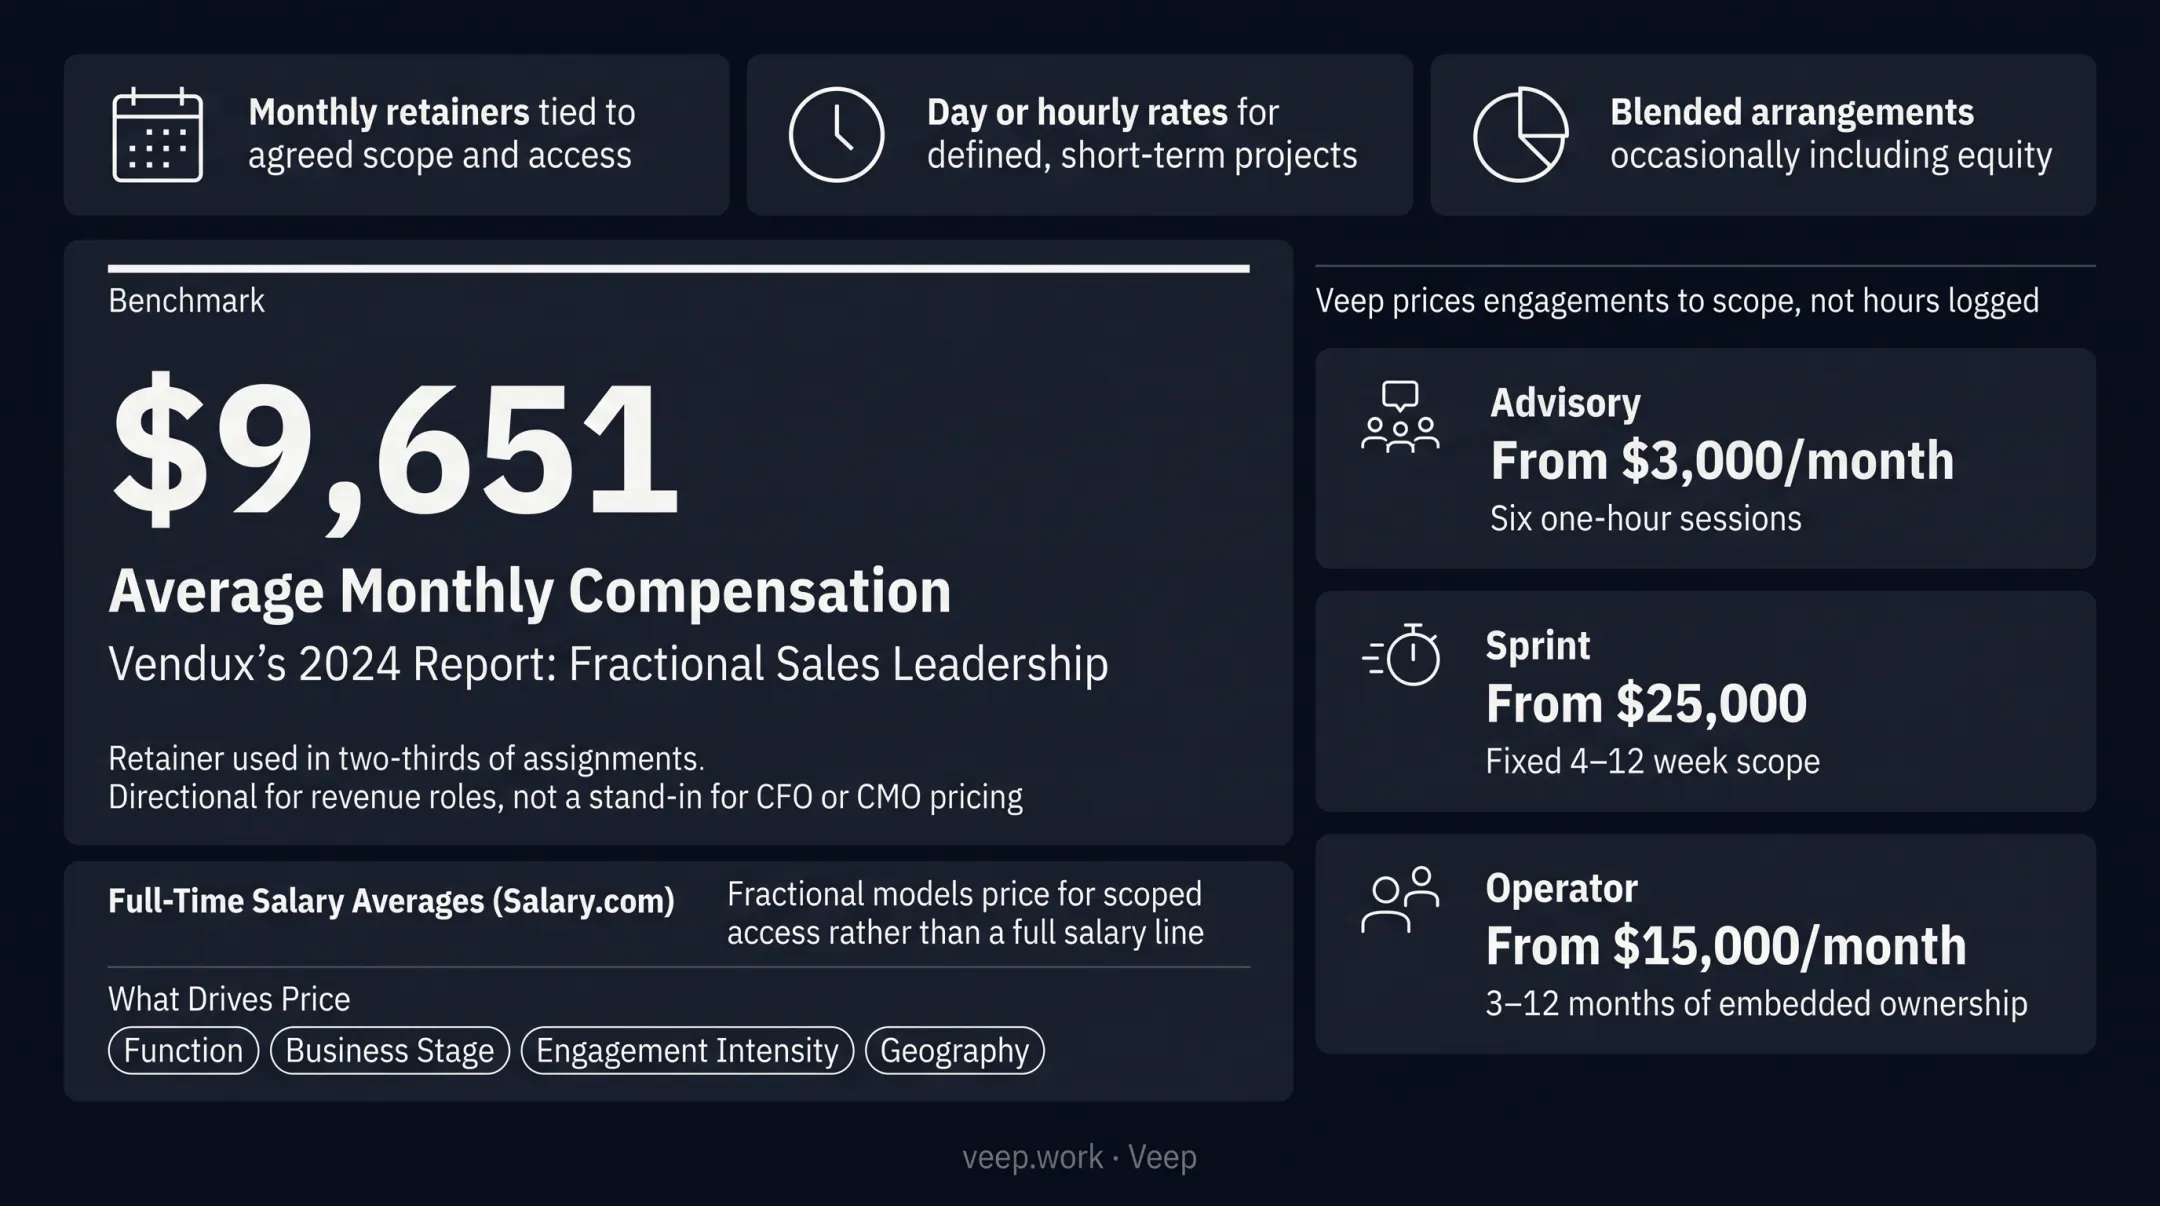 Monthly retainers tied to
agreed scope and access
Day or hourly rates for
defined, short-term projects
Blended arrangements
occasionally including equity
Benchmark
$9,651
Average Monthly Compensation
Vendux’s 2024 Report: Fractional Sales Leadership
Retainer used in two-thirds of assignments.
Directional for revenue roles, not a stand-in for CFO or CMO pricing
Full-Time Salary Averages (Salary.com)
Fractional models price for scoped
access rather than a full salary line
What Drives Price
Function
Business Stage
Engagement Intensity
Geography
Veep prices engagements to scope, not hours logged
Advisory
From $3,000/month
Six one-hour sessions
Sprint
From $25,000
Fixed 4–12 week scope
Operator
From $15,000/month
3–12 months of embedded ownership
veep.work · Veep